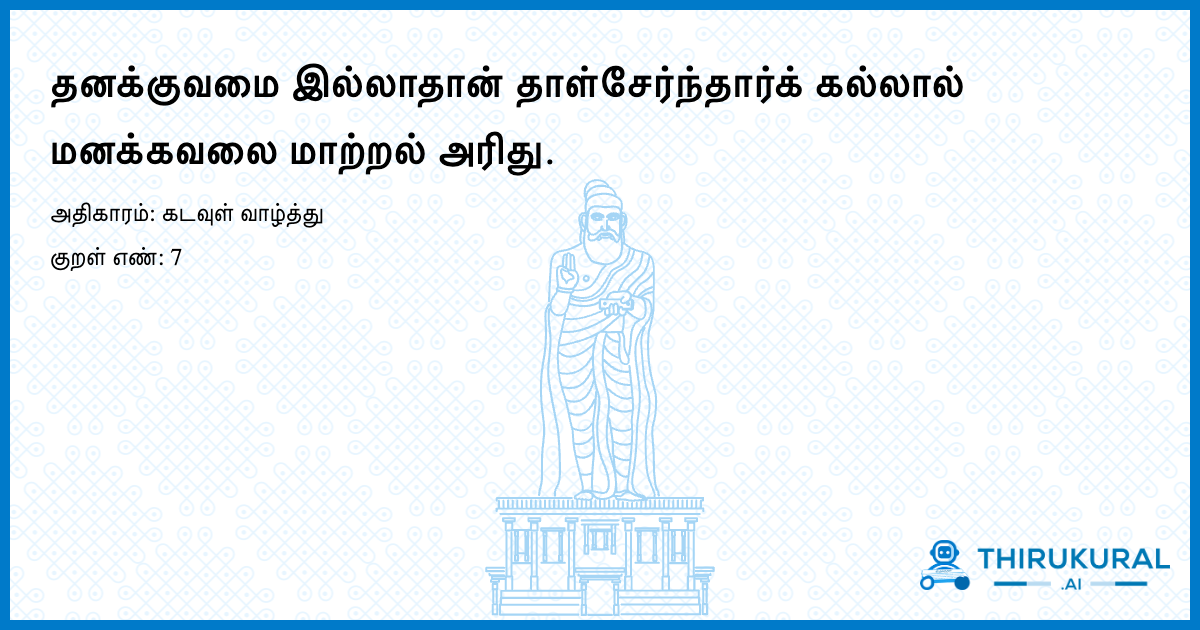 தனக்குவமை இல்லாதான் தாள்சேர்ந்தார்க் கல்லால்
மனக்கவலை மாற்றல் அரிது.
அதிகாரம்: கடவுள் வாழ்த்து
குறள் எண்: 7
THIRUKURAL
.AI